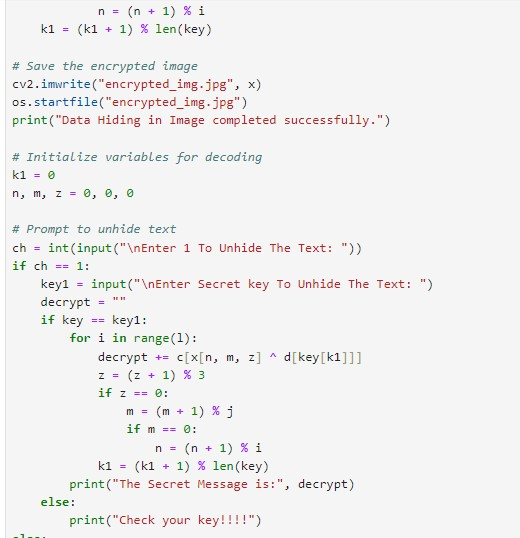 n = (n + 1) % i
k1 = (k1 + 1) % len(key)
# Save the encrypted image
cv2.imwrite("encrypted_img.jpg", x)
os.startfile("encrypted_img.jpg")
print("Data Hiding in Image completed successfully.")
# Initialize variables for decoding
k1 = 0
n, m, z = 0, 0, 0
# Prompt to unhide text
ch = int(input("\nEnter 1 To Unhide The Text: "))
if ch == 1:
key1 = input("\nEnter Secret key To Unhide The Text: ")
decrypt = ""
if key == key1:
for i in range(l):
decrypt += c[x[n, m, z] ^ d[key[k1]]]
z = (z + 1) % 3
if z == 0:
m = (m + 1) % j
if m == 0:
n = (n + 1) % i
k1 = (k1 + 1) % len(key)
print("The Secret Message is:", decrypt)
else:
print("Check your key!!!!")